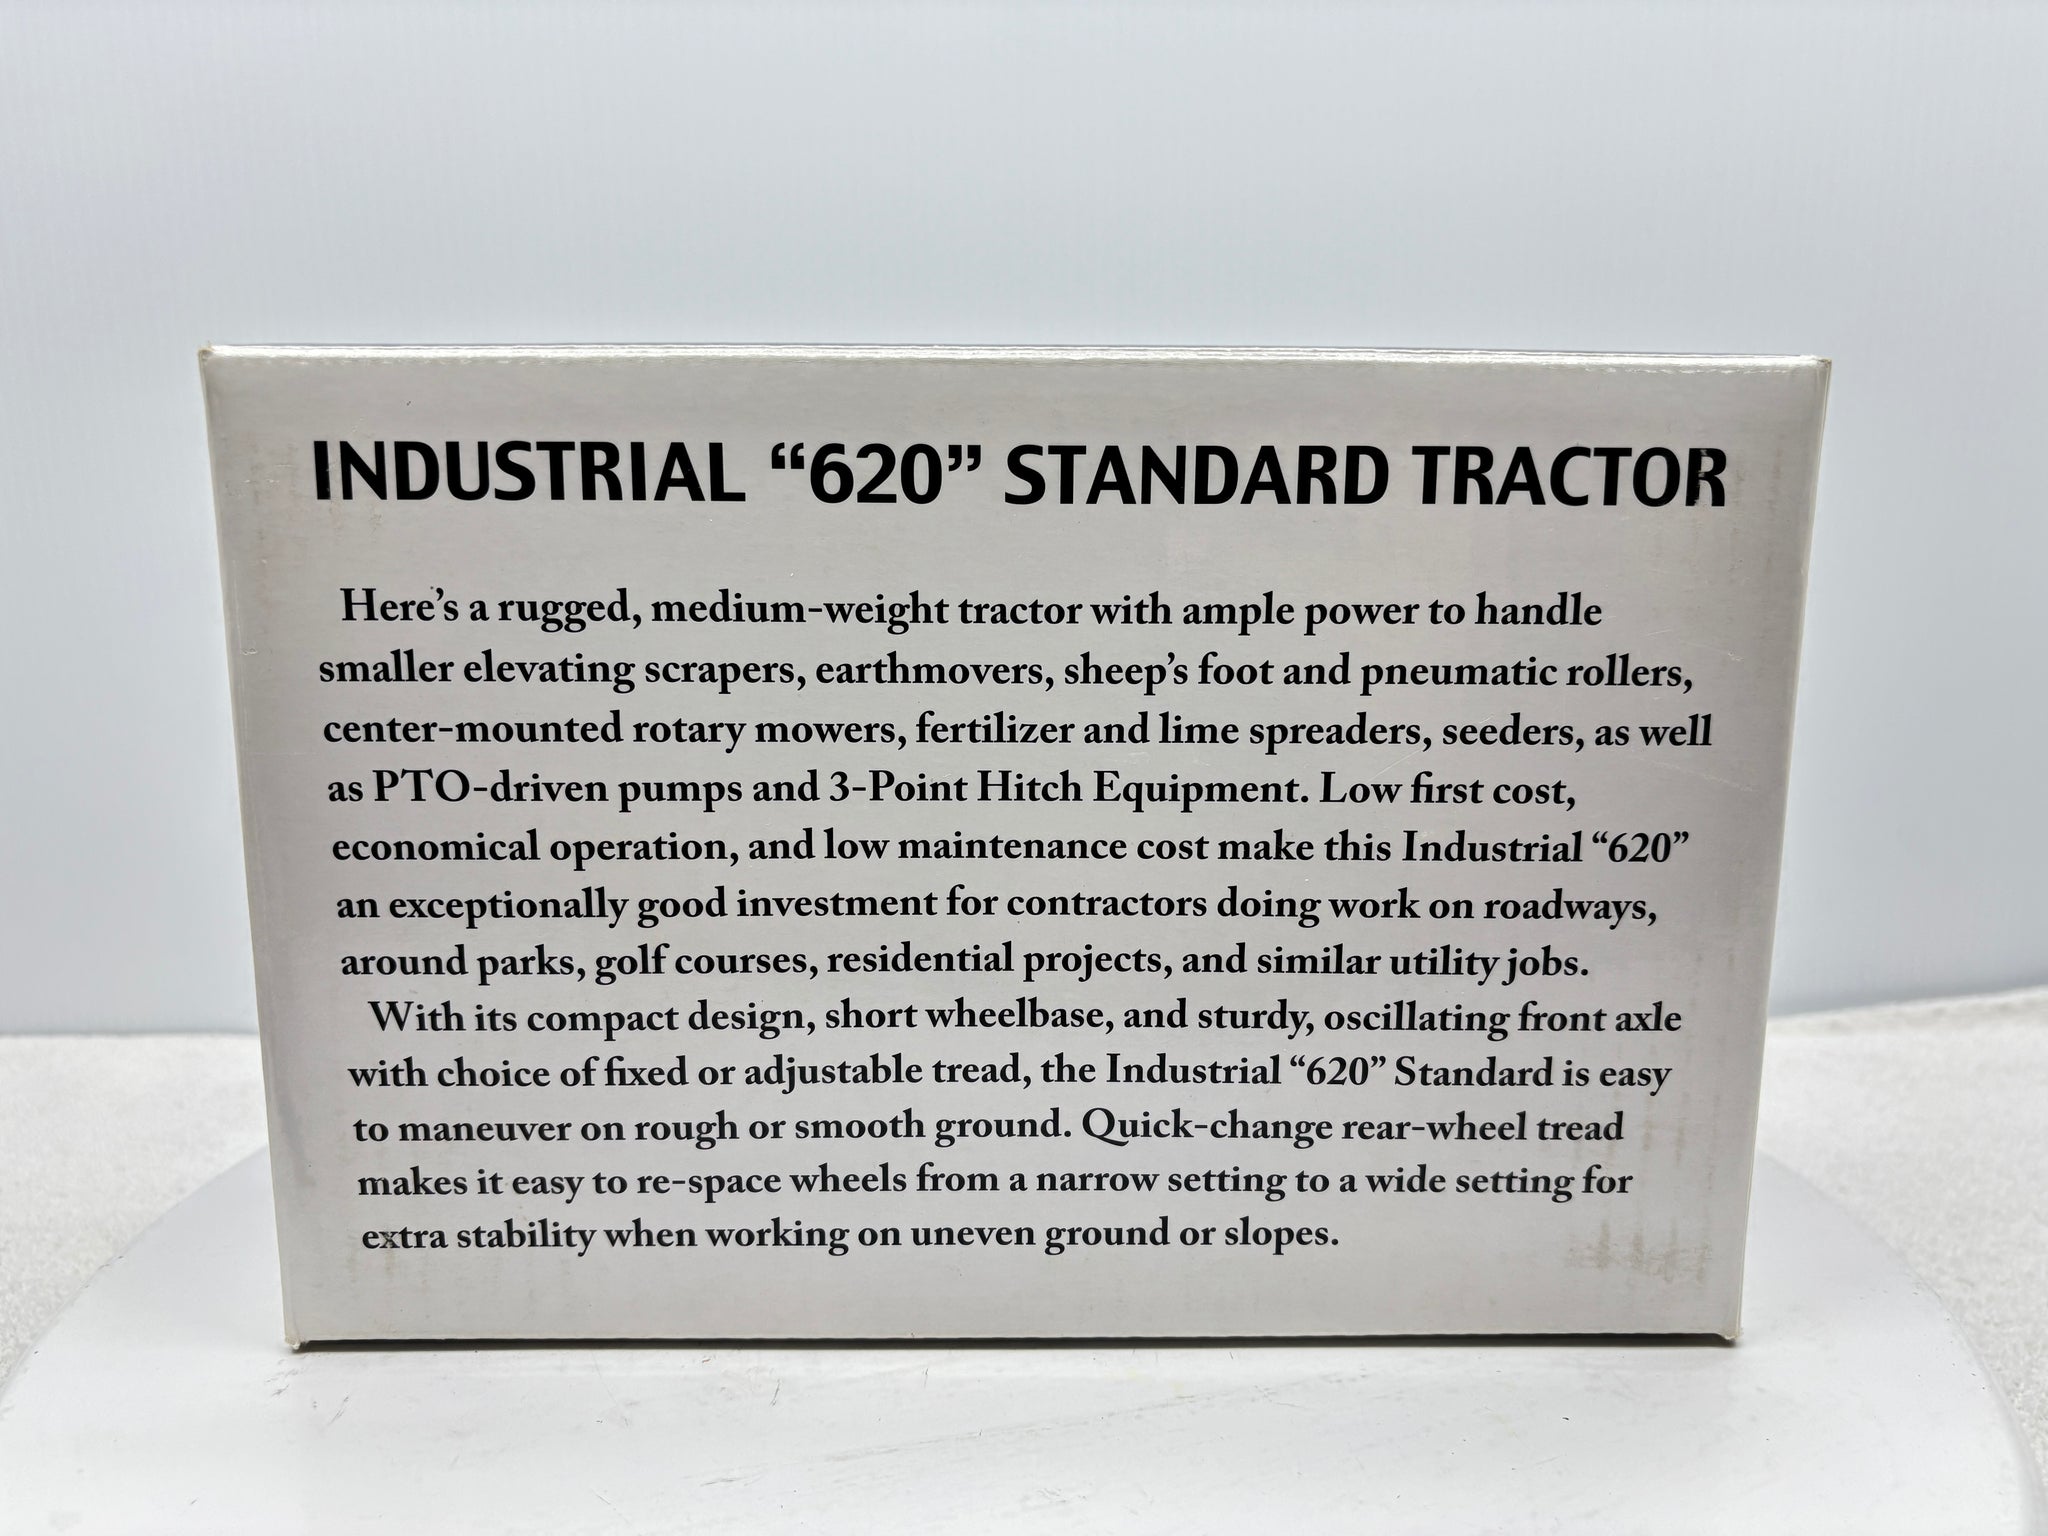 INDUSTRIAL “620” STANDARD TRACTOR
Here’s a rugged, medium-weight tractor with ample power to handle
smaller elevating scrapers, earthmovers, sheep’s foot and pneumatic rollers,
center-mounted rotary mowers, fertilizer and lime spreaders, seeders, as well
as PTO-driven pumps and 3-Point Hitch Equipment. Low first cost,
economical operation, and low maintenance cost make this Industrial “620”
an exceptionally good investment for contractors doing work on roadways,
around parks, golf courses, residential projects, and similar utility jobs.
With its compact design, short wheelbase, and sturdy, oscillating front axle
with choice of fixed or adjustable tread, the Industrial “620” Standard is easy
to maneuver on rough or smooth ground. Quick-change rear-wheel tread
makes it easy to re-space wheels from a narrow setting to a wide setting for
extra stability when working on uneven ground or slopes.